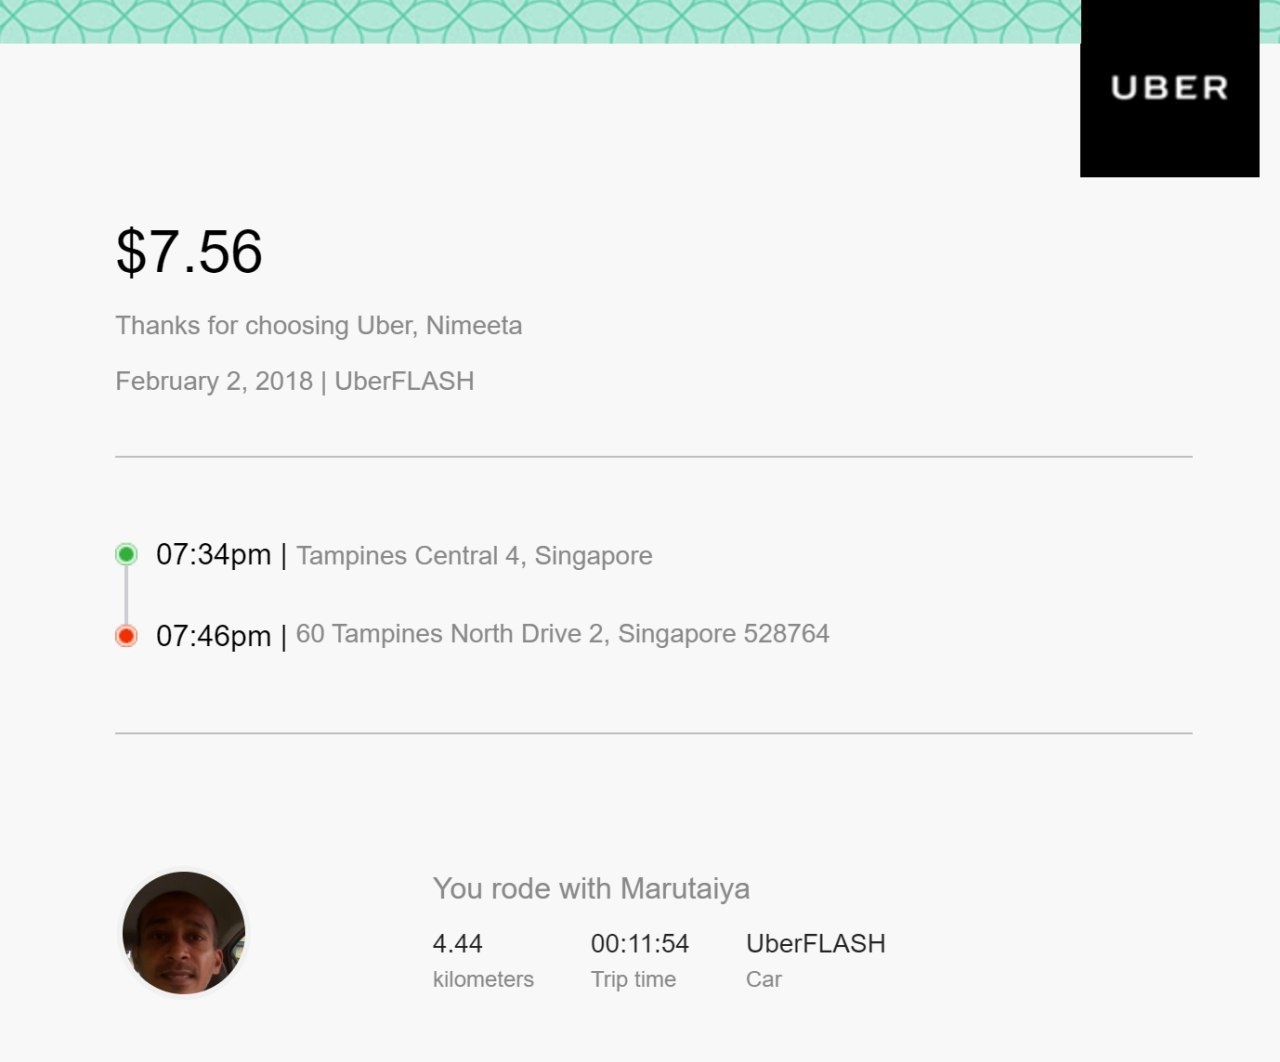 UBER
$7.56
Thanks for choosing Uber, Nimeeta
February 2, 2018 | UberFLASH
07:34pm | Tampines Central 4, Singapore
07:46pm | 60 Tampines North Drive 2, Singapore 528764
You rode with Marutaiya
4.44 00:11:54 UberFLASH
kilometers Trip time Car